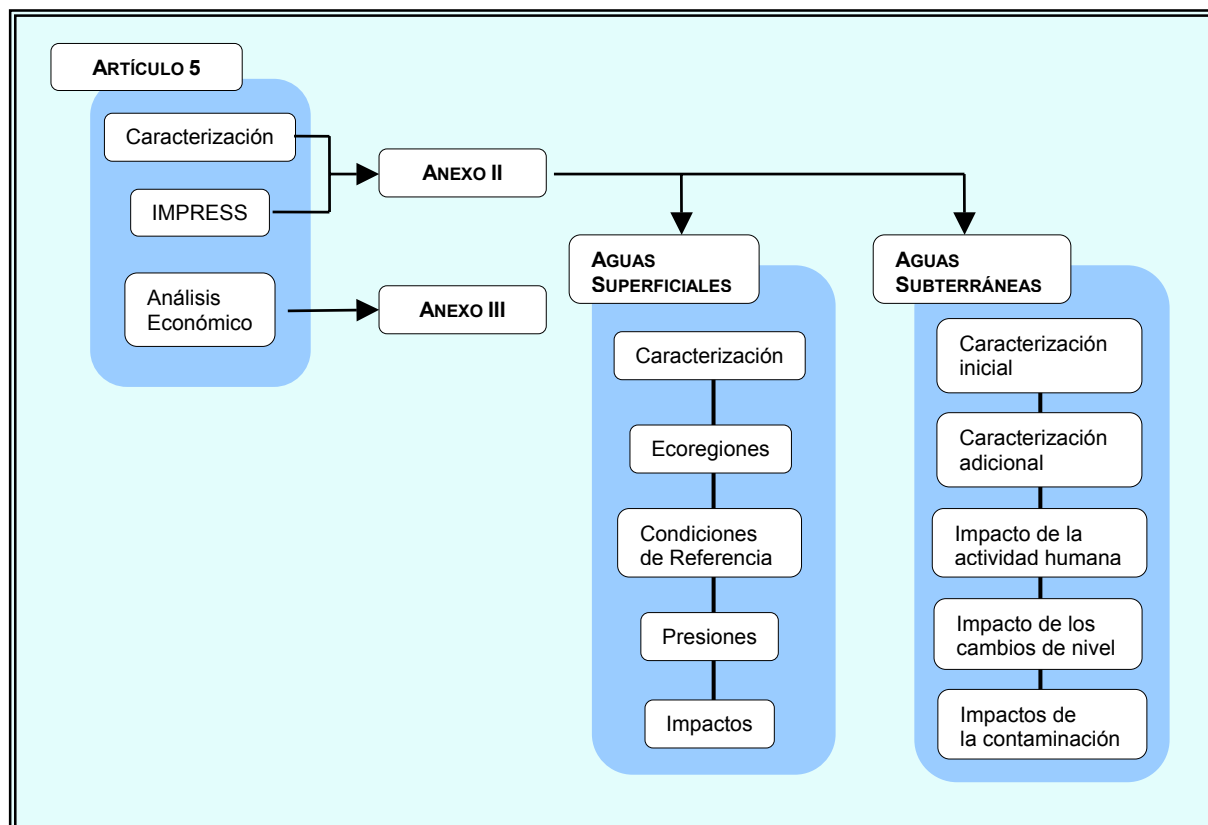 ARTÍCULO 5
Caracterización
IMPRESS
Análisis
Económico
ANEXO II
ANEXO III
AGUAS
SUPERFICIALES
Caracterización
Ecoregiones
Condiciones
de Referencia
Presiones
Impactos
AGUAS
SUBTERRÁNEAS
Caracterización
inicial
Caracterización
adicional
Impacto de la
actividad humana
Impacto de los
cambios de nivel
Impactos de
la contaminación